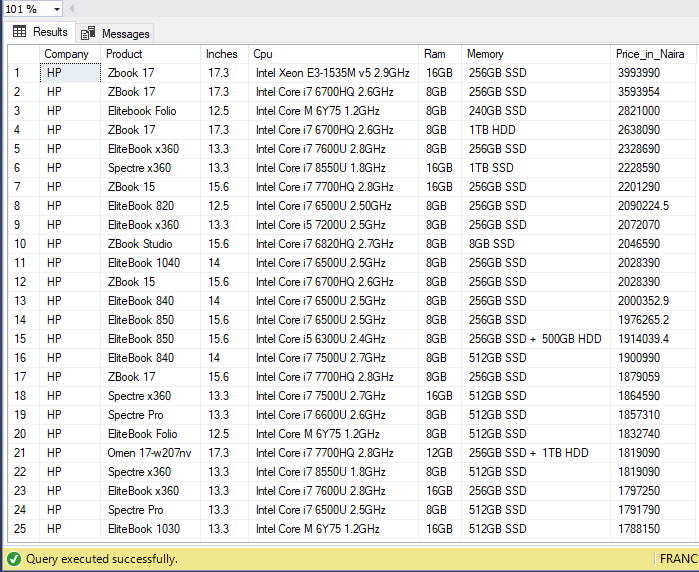 101 %
Results Messages
Company Product Inches Cpu Ram Memory Price_in_Naira
1 HP Zbook 17 17.3 Intel Xeon E3-1535M v5 2.9GHz 16GB 256GB SSD 3993990
2 HP ZBook 17 17.3 Intel Core i7 6700HQ 2.6GHz 8GB 256GB SSD 3593954
3 HP Elitebook Folio 12.5 Intel Core M 6Y75 1.2GHz 8GB 240GB SSD 2821000
4 HP ZBook 17 17.3 Intel Core i7 6700HQ 2.6GHz 8GB 1TB HDD 2638090
5 HP EliteBook x360 13.3 Intel Core i7 7600U 2.8GHz 8GB 256GB SSD 2328690
6 HP Spectre x360 13.3 Intel Core i7 8550U 1.8GHz 16GB 1TB SSD 2228590
7 HP ZBook 15 15.6 Intel Core i7 7700HQ 2.8GHz 16GB 256GB SSD 2201290
8 HP EliteBook 820 12.5 Intel Core i7 6500U 2.50GHz 8GB 256GB SSD 2090224.5
9 HP EliteBook x360 13.3 Intel Core i5 7200U 2.5GHz 8GB 256GB SSD 2072070
10 HP ZBook Studio 15.6 Intel Core i7 6820HQ 2.7GHz 8GB 8GB SSD 2046590
11 HP EliteBook 1040 14 Intel Core i7 6500U 2.5GHz 8GB 256GB SSD 2028390
12 HP ZBook 15 15.6 Intel Core i7 6700HQ 2.6GHz 8GB 256GB SSD 2028390
13 HP EliteBook 840 14 Intel Core i7 6500U 2.5GHz 8GB 256GB SSD 2000352.9
14 HP EliteBook 850 15.6 Intel Core i7 6500U 2.5GHz 8GB 256GB SSD 1976265.2
15 HP EliteBook 850 15.6 Intel Core i5 6300U 2.4GHz 8GB 256GB SSD + 500GB HDD 1914039.4
16 HP EliteBook 840 14 Intel Core i7 7500U 2.7GHz 8GB 512GB SSD 1900990
17 HP ZBook 17 15.6 Intel Core i7 7700HQ 2.8GHz 8GB 256GB SSD 1879059
18 HP Spectre x360 13.3 Intel Core i7 7500U 2.7GHz 16GB 512GB SSD 1864590
19 HP Spectre Pro 13.3 Intel Core i7 6600U 2.6GHz 8GB 512GB SSD 1857310
20 HP EliteBook Folio 12.5 Intel Core M 6Y75 1.2GHz 8GB 512GB SSD 1832740
21 HP Omen 17-w207nv 17.3 Intel Core i7 7700HQ 2.8GHz 12GB 256GB SSD + 1TB HDD 1819090
22 HP Spectre x360 13.3 Intel Core i7 8550U 1.8GHz 8GB 512GB SSD 1819090
23 HP EliteBook x360 13.3 Intel Core i7 7600U 2.8GHz 16GB 256GB SSD 1797250
24 HP Spectre Pro 13.3 Intel Core i7 6500U 2.5GHz 8GB 512GB SSD 1791790
25 HP EliteBook 1030 13.3 Intel Core M 6Y75 1.2GHz 16GB 512GB SSD 1788150
Query executed successfully. FRANC